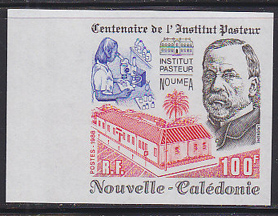 Centenaire de l'Institut Pasteur
INSTITUT
PASTEUR
NOUMEA
POSTES 1988
R.F.
100F
Nouvelle-Calédonie